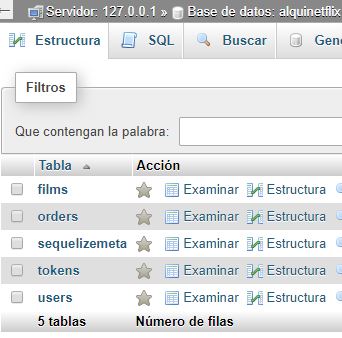 Servidor: 127.0.0.1 » Base de datos: alquinetflix
Estructura SQL Buscar
Filtros
Que contengan la palabra:
Tabla Acción
films Examinar Estructura
orders Examinar Estructura
sequelizemeta Examinar Estructura
tokens Examinar Estructura
users Examinar Estructura
5 tablas Número de filas